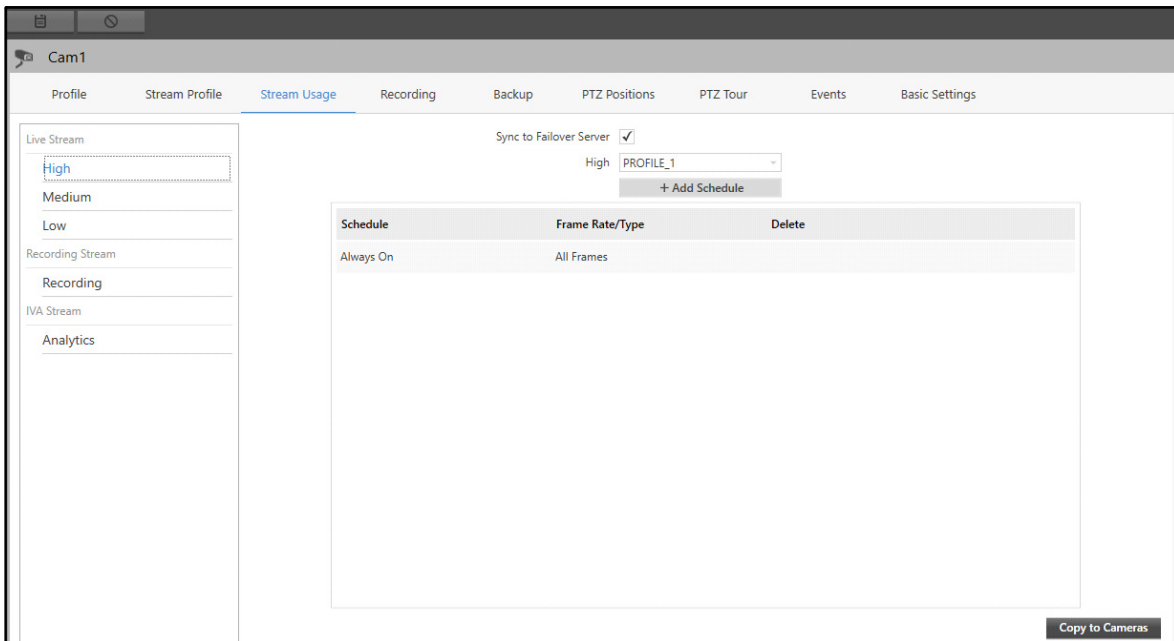 Cam1
Profile Stream Profile Stream Usage Recording Backup PTZ Positions PTZ Tour Events Basic Settings
Live Stream
High
Medium
Low
Recording Stream
Recording
IVA Stream
Analytics
Sync to Failover Server
High PROFILE_1
+ Add Schedule
Schedule Frame Rate/Type Delete
Always On All Frames
Copy to Cameras